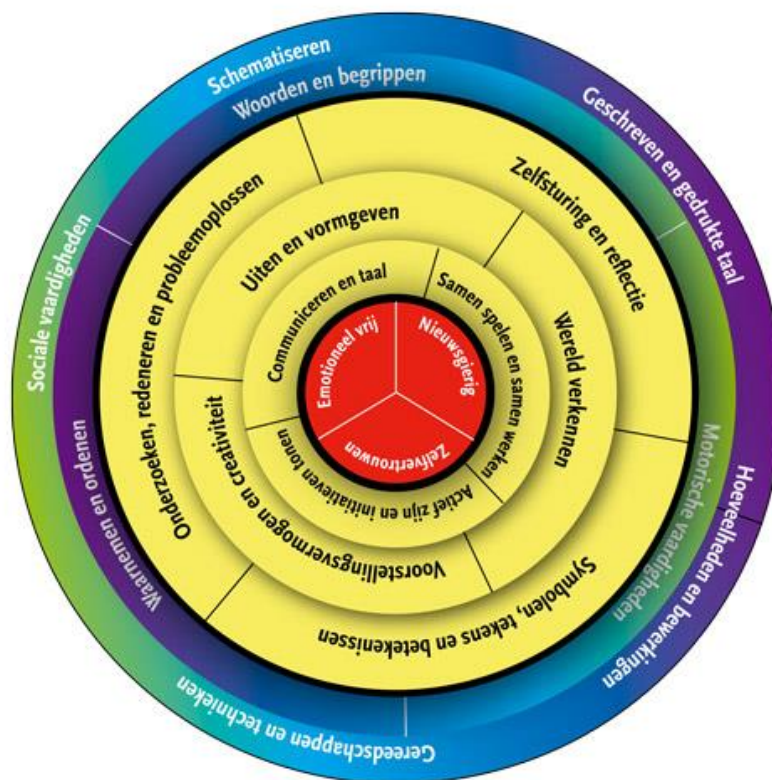 Schematiseren
Geschreven en gedrukte taal
Hoeveelheden en bewerkingen
Gereedschappen en technieken
Sociale vaardigheden
Woorden en begrippen
Motorische vaardigheden
Waarnemen en ordenen
Zelfsturing en reflectie
Symbolen, tekens en betekenissen
Onderzoeken, redeneren en probleemoplossen
Uiten en vormgeven
Wereld verkennen
Voorstellingsvermogen en creativiteit
Communiceren en taal
Samen spelen en samen werken
Actief zijn en initiatieven tonen
Emotioneel vrij
Nieuwsgierig
Zelfvertrouwen